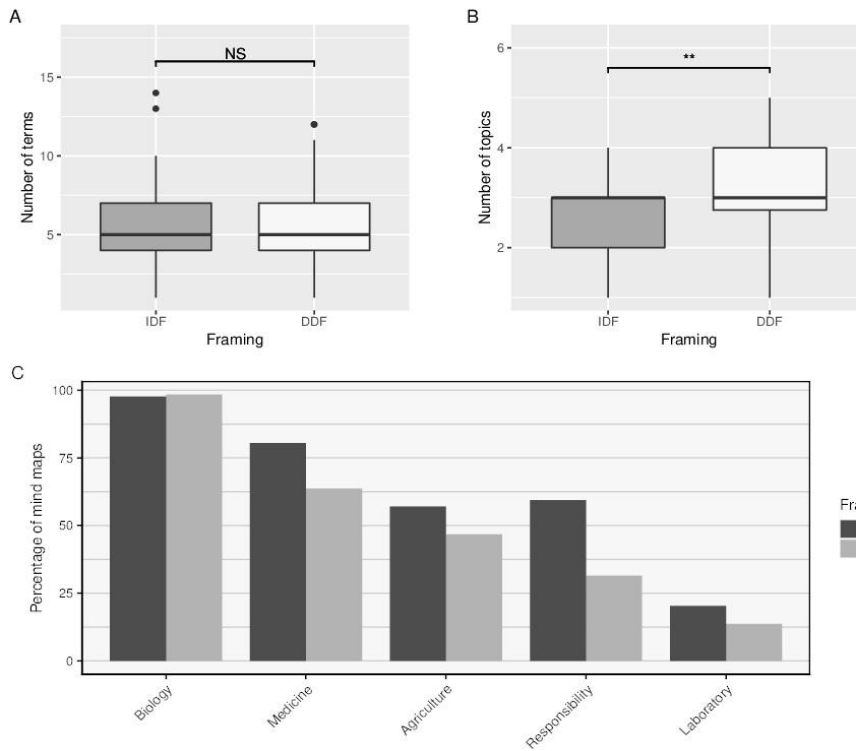 A
NS
15
10
5
Number of terms
IDF
DDF
Framing
B
**
6
4
2
Number of topics
IDF
DDF
Framing
C
100
75
50
25
0
Percentage of mind maps
Biology
Medicine
Agriculture
Responsibility
Laboratory
Fra